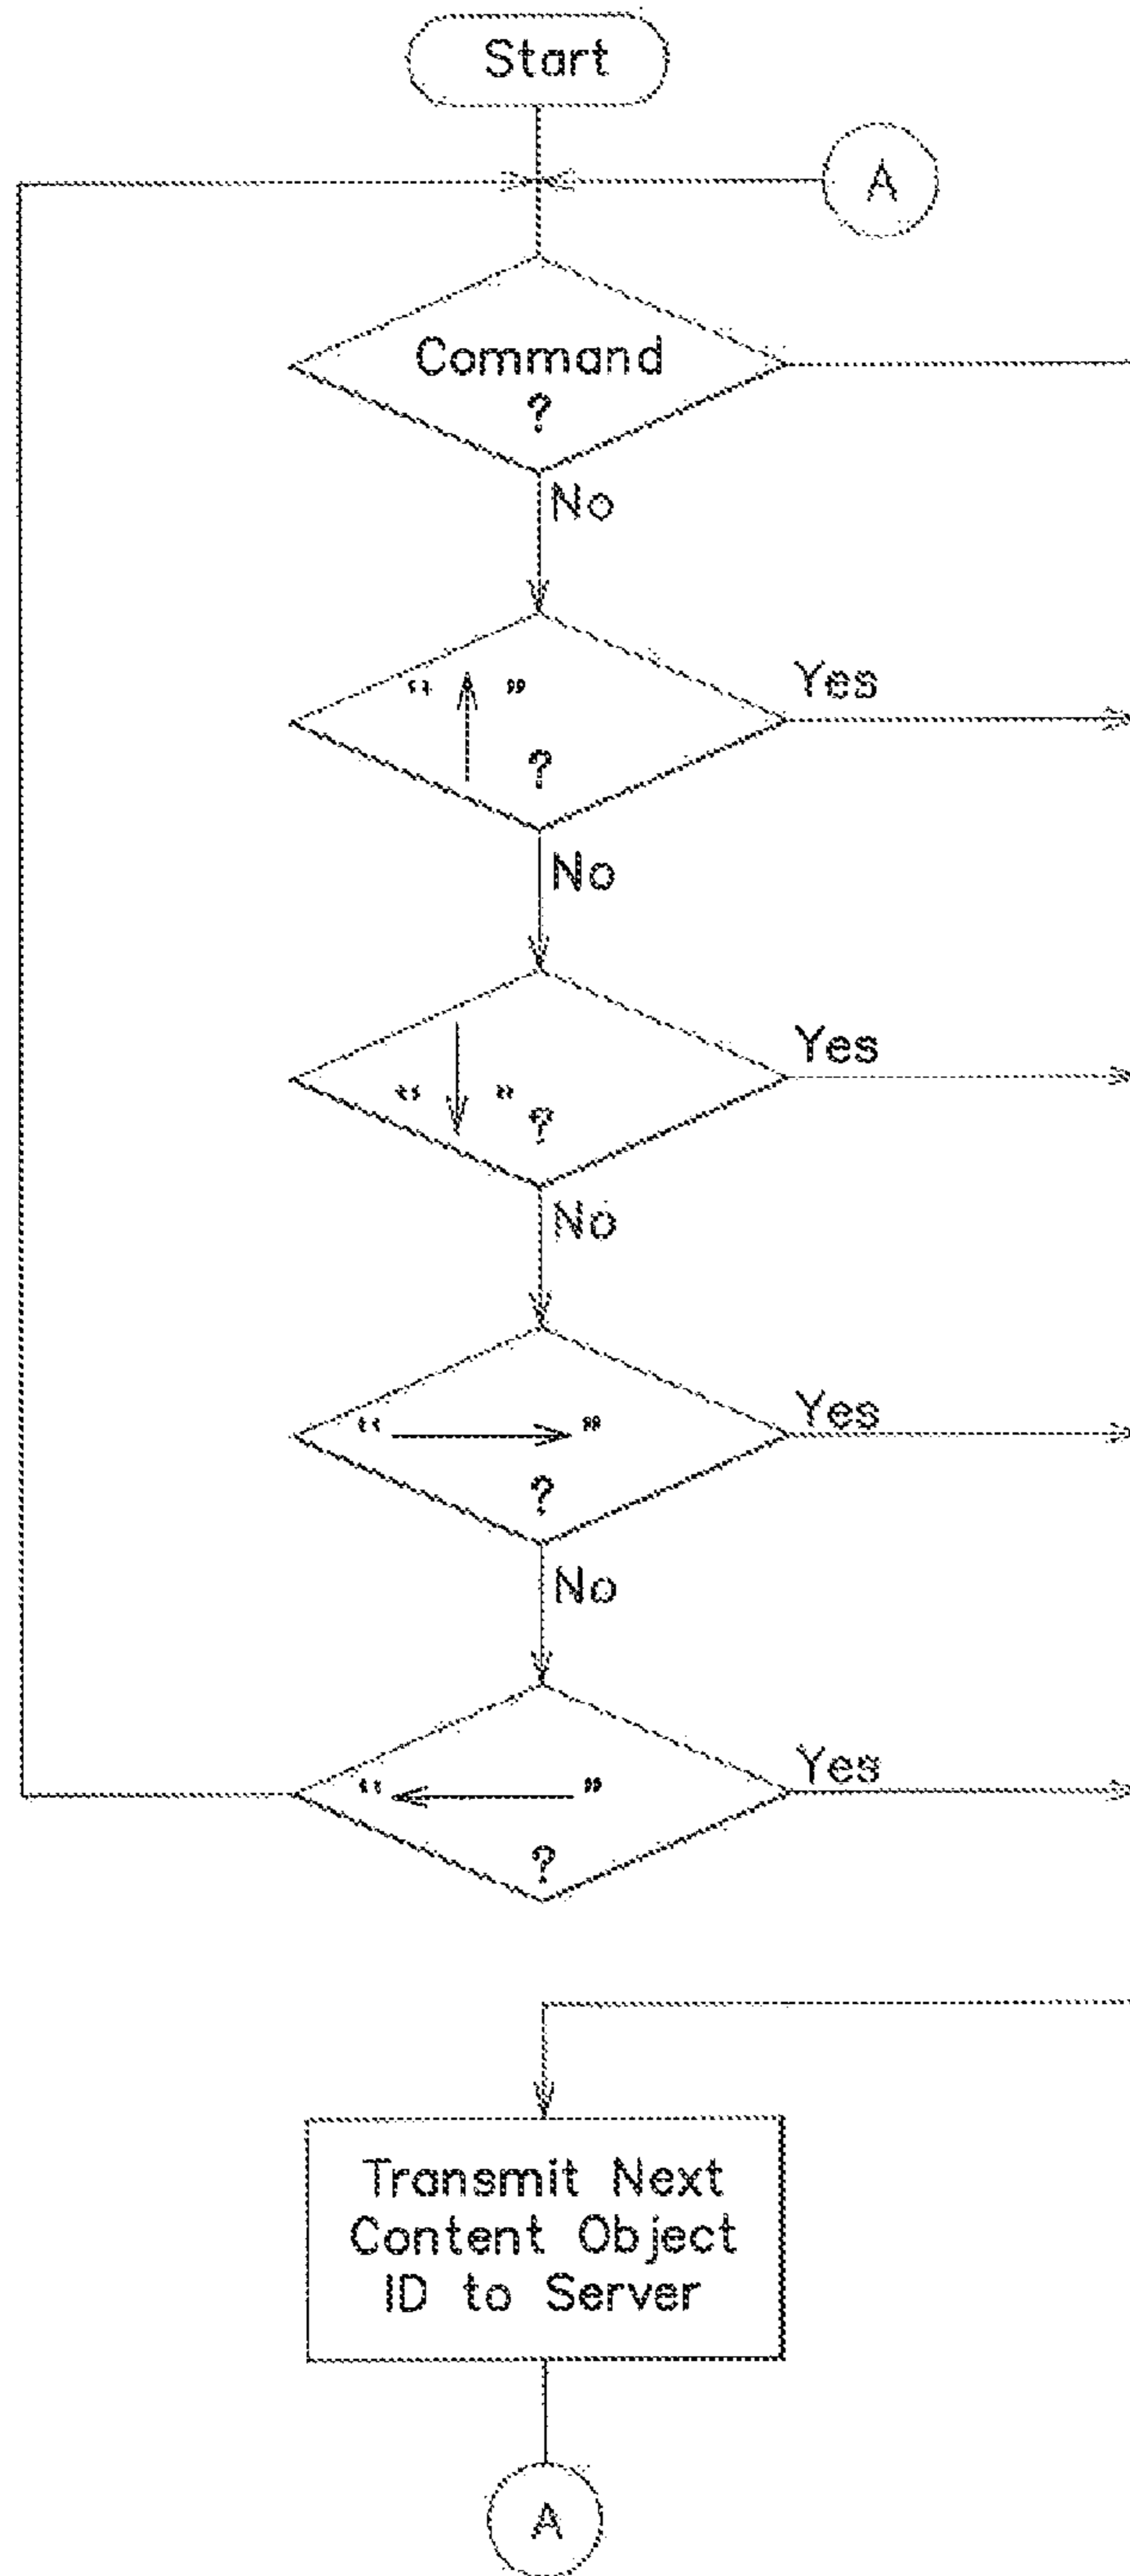 Start
A
Command
?
No
“↑”
?
Yes
No
“↓”
?
Yes
No
“→”
?
Yes
No
“←”
?
Yes
Transmit Next
Content Object
ID to Server
A